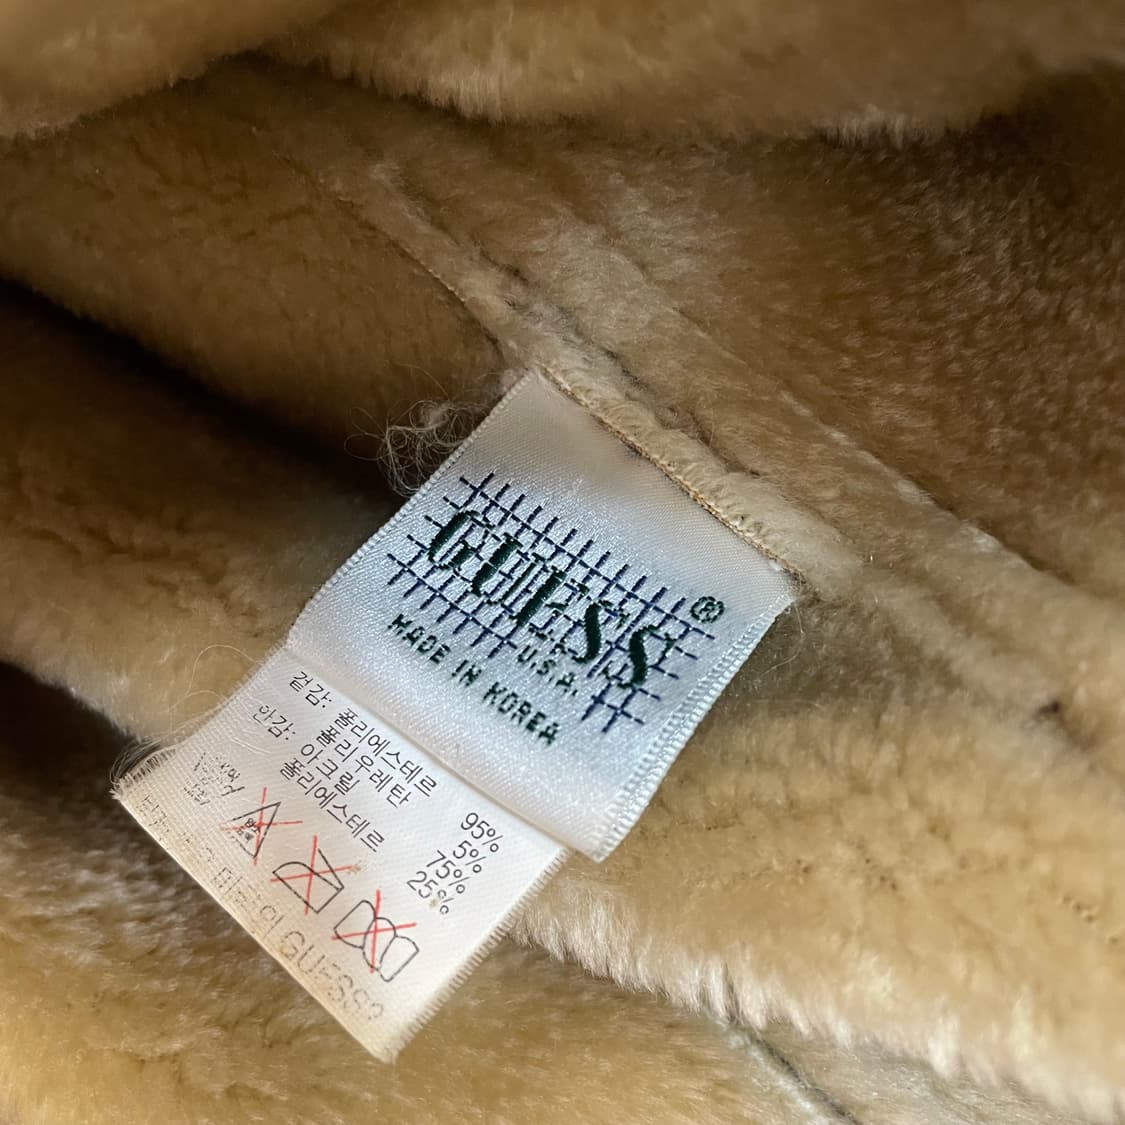 GUESS®
U.S.A.
MADE IN KOREA
겉감: 폴리에스테르 95%
폴리우레탄 5%
안감: 아크릴 75%
폴리에스테르 25%
GUESS?